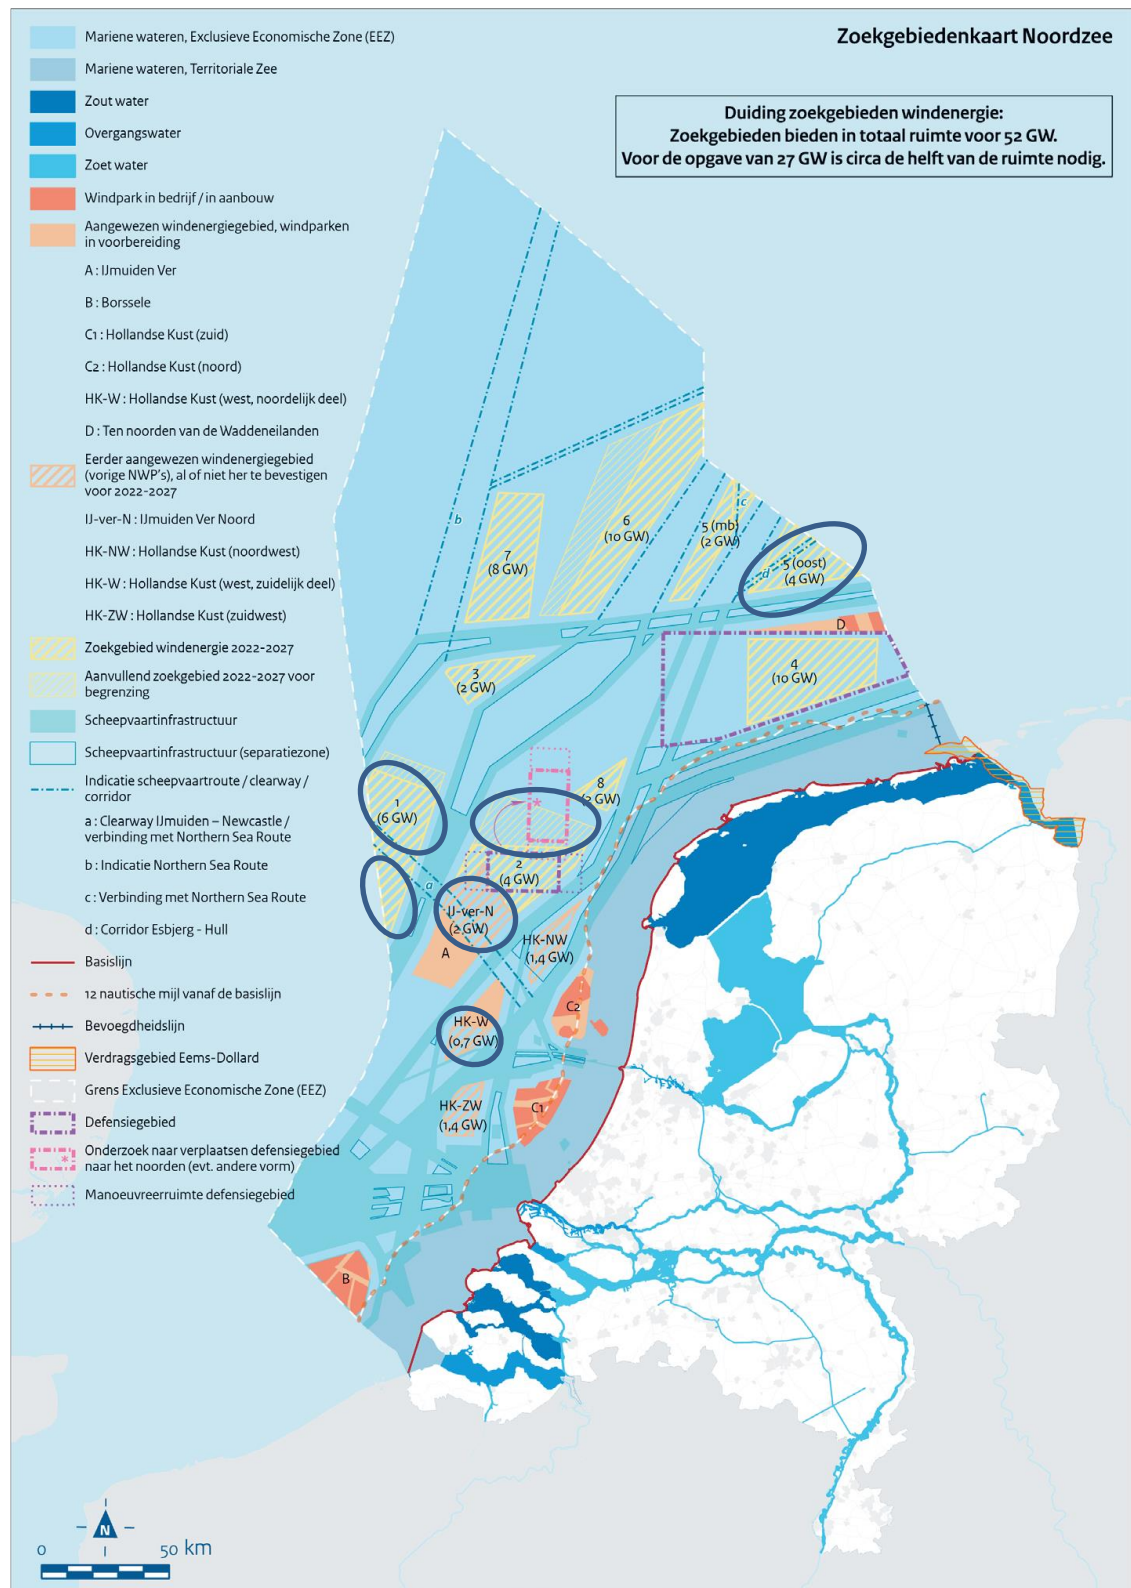 Zoekgebiedenkaart Noordzee
Duiding zoekgebieden windenergie:
Zoekgebieden bieden in totaal ruimte voor 52 GW.
Voor de opgave van 27 GW is circa de helft van de ruimte nodig.
Mariene wateren, Exclusieve Economische Zone (EEZ)
Mariene wateren, Territoriale Zee
Zout water
Overgangswater
Zoet water
Windpark in bedrijf / in aanbouw
Aangewezen windenergiegebied, windparken
in voorbereiding
A : IJmuiden Ver
B : Borssele
C1 : Hollandse Kust (zuid)
C2 : Hollandse Kust (noord)
HK-W : Hollandse Kust (west, noordelijk deel)
D : Ten noorden van de Waddeneilanden
Eerder aangewezen windenergiegebied
(vorige NWP's), al of niet her te bevestigen
voor 2022-2027
IJ-ver-N : IJmuiden Ver Noord
HK-NW : Hollandse Kust (noordwest)
HK-W : Hollandse Kust (west, zuidelijk deel)
HK-ZW : Hollandse Kust (zuidwest)
Zoekgebied windenergie 2022-2027
Aanvullend zoekgebied 2022-2027 voor
begrenzing
Scheepvaartinfrastructuur
Scheepvaartinfrastructuur (separatiezone)
Indicatie scheepvaartroute / clearway /
corridor
a : Clearway IJmuiden – Newcastle /
verbinding met Northern Sea Route
b : Indicatie Northern Sea Route
c : Verbinding met Northern Sea Route
d : Corridor Esbjerg - Hull
Basislijn
12 nautische mijl vanaf de basislijn
Bevoegdheidslijn
Verdragsgebied Eems-Dollard
Grens Exclusieve Economische Zone (EEZ)
Defensiegebied
Onderzoek naar verplaatsen defensiegebied
naar het noorden (evt. andere vorm)
Manoeuvreerruimte defensiegebied
b
c
6
(10 GW)
5 (mb)
(2 GW)
7
(8 GW)
5 (oost)
d
(4 GW)
D
4
(10 GW)
3
(2 GW)
8
(2 GW)
1
(6 GW)
2
(4 GW)
a
IJ-ver-N
(2 GW)
A
HK-NW
(1,4 GW)
C2
HK-W
(0,7 GW)
HK-ZW
(1,4 GW)
C1
B
N
0
50 km